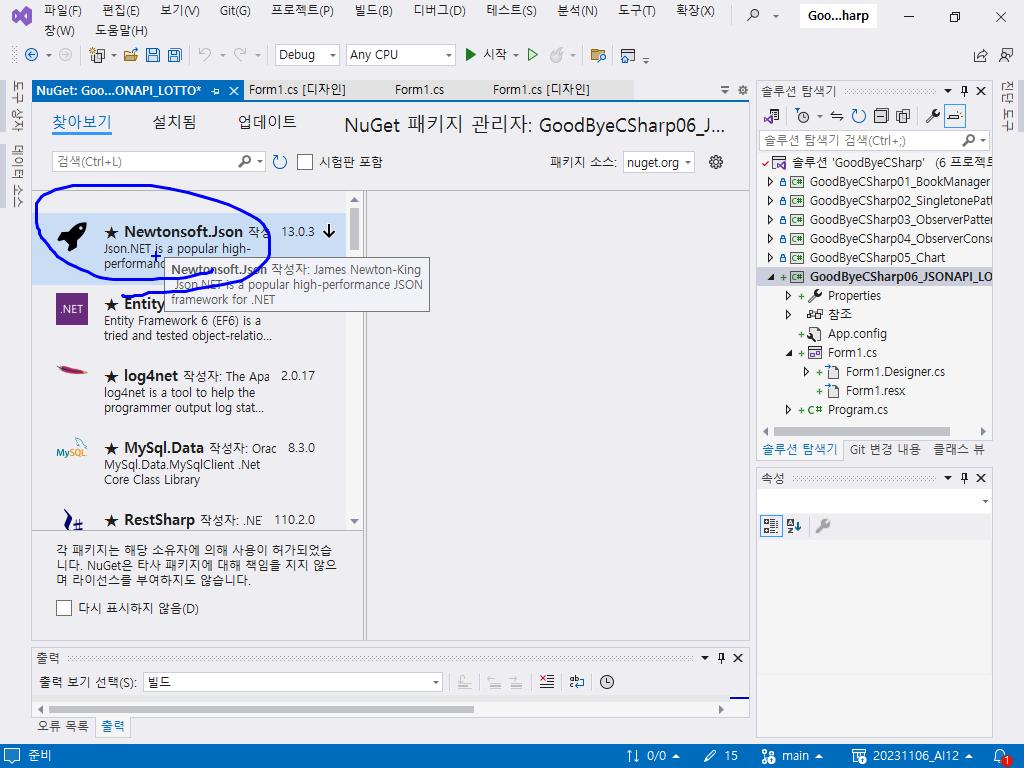 파일(F) 편집(E) 보기(V) Git(G) 프로젝트(P) 빌드(B) 디버그(D) 테스트(S) 분석(N) 도구(T) 확장(X)
창(W) 도움말(H)
Goo...harp
Debug Any CPU 시작
도구 상자
데이터 소스
NuGet: Goo...ONAPI_LOTTO* Form1.cs [디자인] Form1.cs Form1.cs [디자인]
찾아보기 설치됨 업데이트 NuGet 패키지 관리자: GoodByeCSharp06_J...
검색(Ctrl+L) 시험판 포함 패키지 소스: nuget.org
Newtonsoft.Json 작성 13.0.3
Json.NET is a popular high-
performanc
Newtonsoft.Json 작성자: James Newton-King
Json.NET is a popular high-performance JSON
framework for .NET
.NET
Entity
Entity Framework 6 (EF6) is a
tried and tested object-relatio...
log4net 작성자: The Apa 2.0.17
log4net is a tool to help the
programmer output log stat...
MySQL
MySql.Data 작성자: Orac 8.3.0
MySql.Data.MySqlClient .Net
Core Class Library
RestSharp 작성자: .NE 110.2.0
각 패키지는 해당 소유자에 의해 사용이 허가되었습
니다. NuGet은 타사 패키지에 대해 책임을 지지 않으
며 라이선스를 부여하지도 않습니다.
다시 표시하지 않음(D)
출력
출력 보기 선택(S): 빌드
오류 목록 출력
솔루션 탐색기
솔루션 탐색기 검색(Ctrl+;)
솔루션 'GoodByeCSharp' (6 프로젝트
C# GoodByeCSharp01_BookManager
C# GoodByeCSharp02_SingletonePatt
C# GoodByeCSharp03_ObserverPatter
C# GoodByeCSharp04_ObserverConso
C# GoodByeCSharp05_Chart
C# GoodByeCSharp06_JSONAPI_LO
Properties
참조
App.config
Form1.cs
Form1.Designer.cs
Form1.resx
C# Program.cs
솔루션 탐색기 Git 변경 내용 클래스 뷰
속성
진단 도구
준비 0/0 15 main 20231106_AI12 1